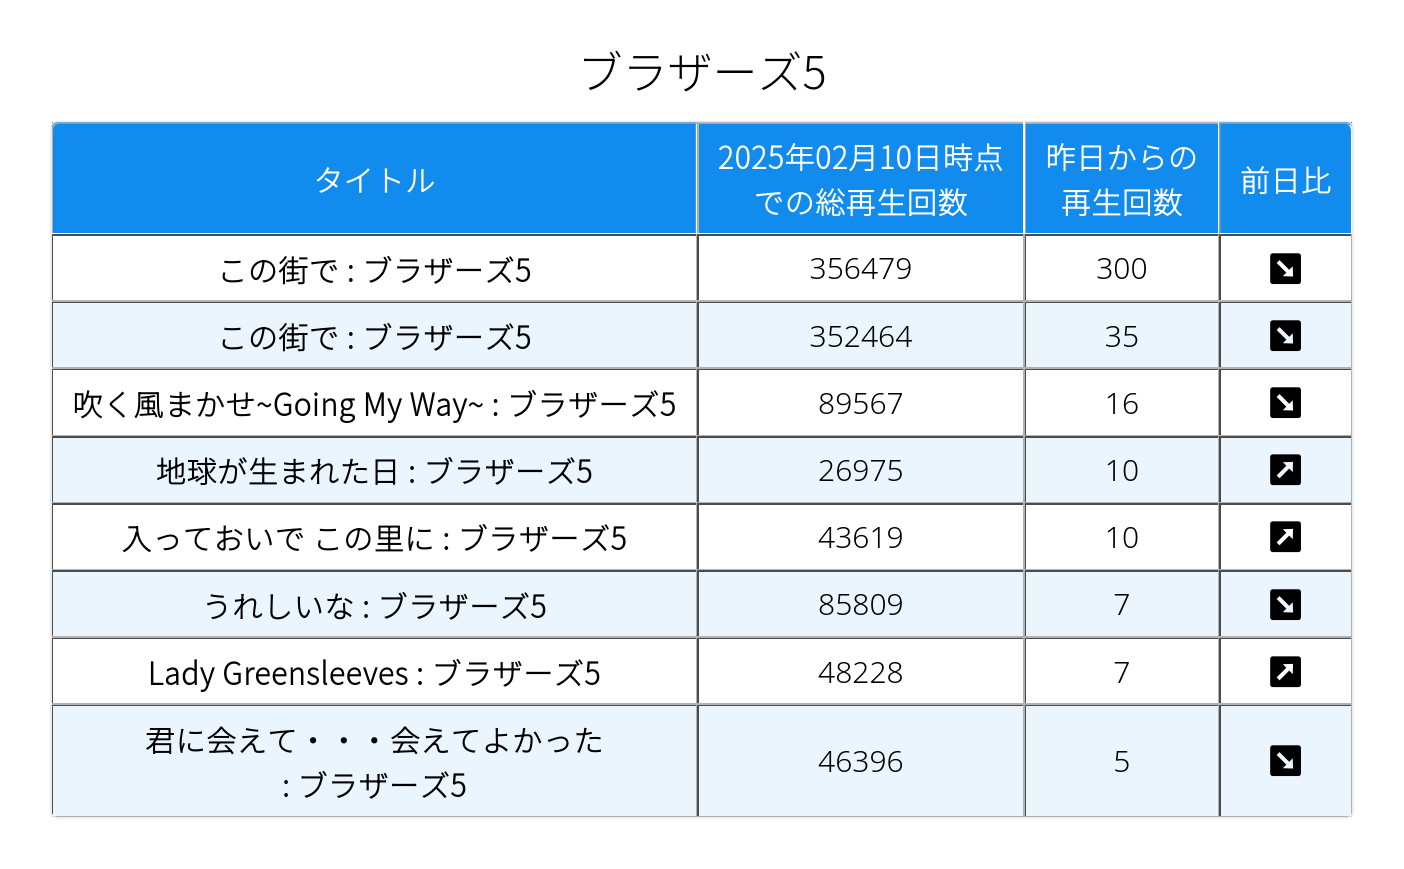 ブラザーズ5
タイトル
2025年02月10日時点
での総再生回数
昨日からの
再生回数
前日比
この街で : ブラザーズ5
356479
300
この街で : ブラザーズ5
352464
35
吹く風まかせ~Going My Way~ : ブラザーズ5
89567
16
地球が生まれた日 : ブラザーズ5
26975
10
入っておいで この里に : ブラザーズ5
43619
10
うれしいな : ブラザーズ5
85809
7
Lady Greensleeves : ブラザーズ5
48228
7
君に会えて・・・会えてよかった
: ブラザーズ5
46396
5